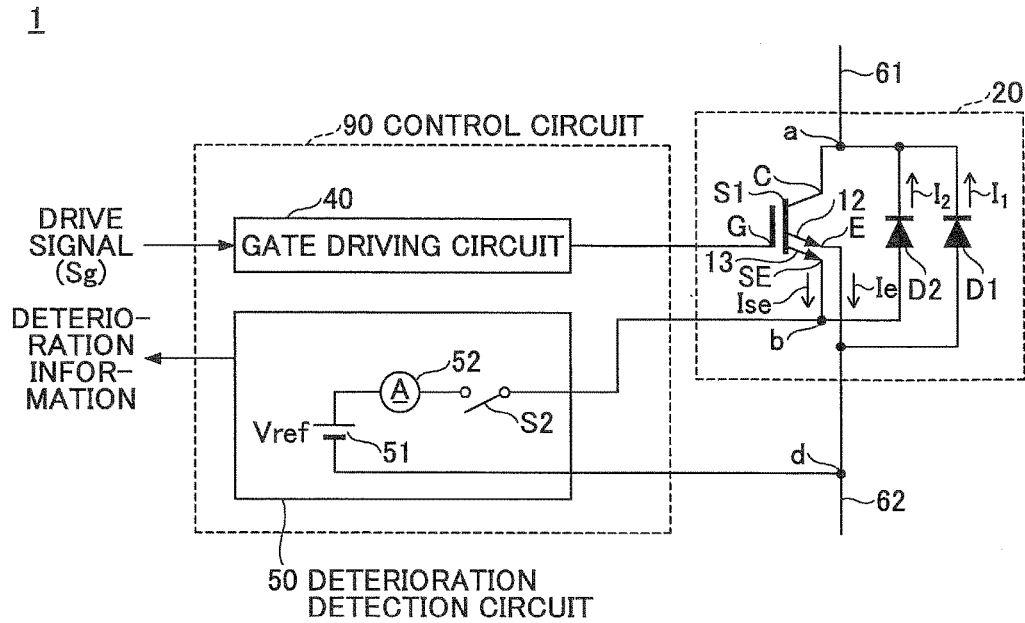 1
61
20
90 CONTROL CIRCUIT
a
40
C
S1
12
I2
I1
DRIVE
SIGNAL
(Sg)
GATE DRIVING CIRCUIT
G
E
13
SE
Ise
Ie
D2
D1
DETERIO-
RATION
INFOR-
MATION
b
52
A
S2
Vref
51
d
62
50 DETERIORATION
DETECTION CIRCUIT